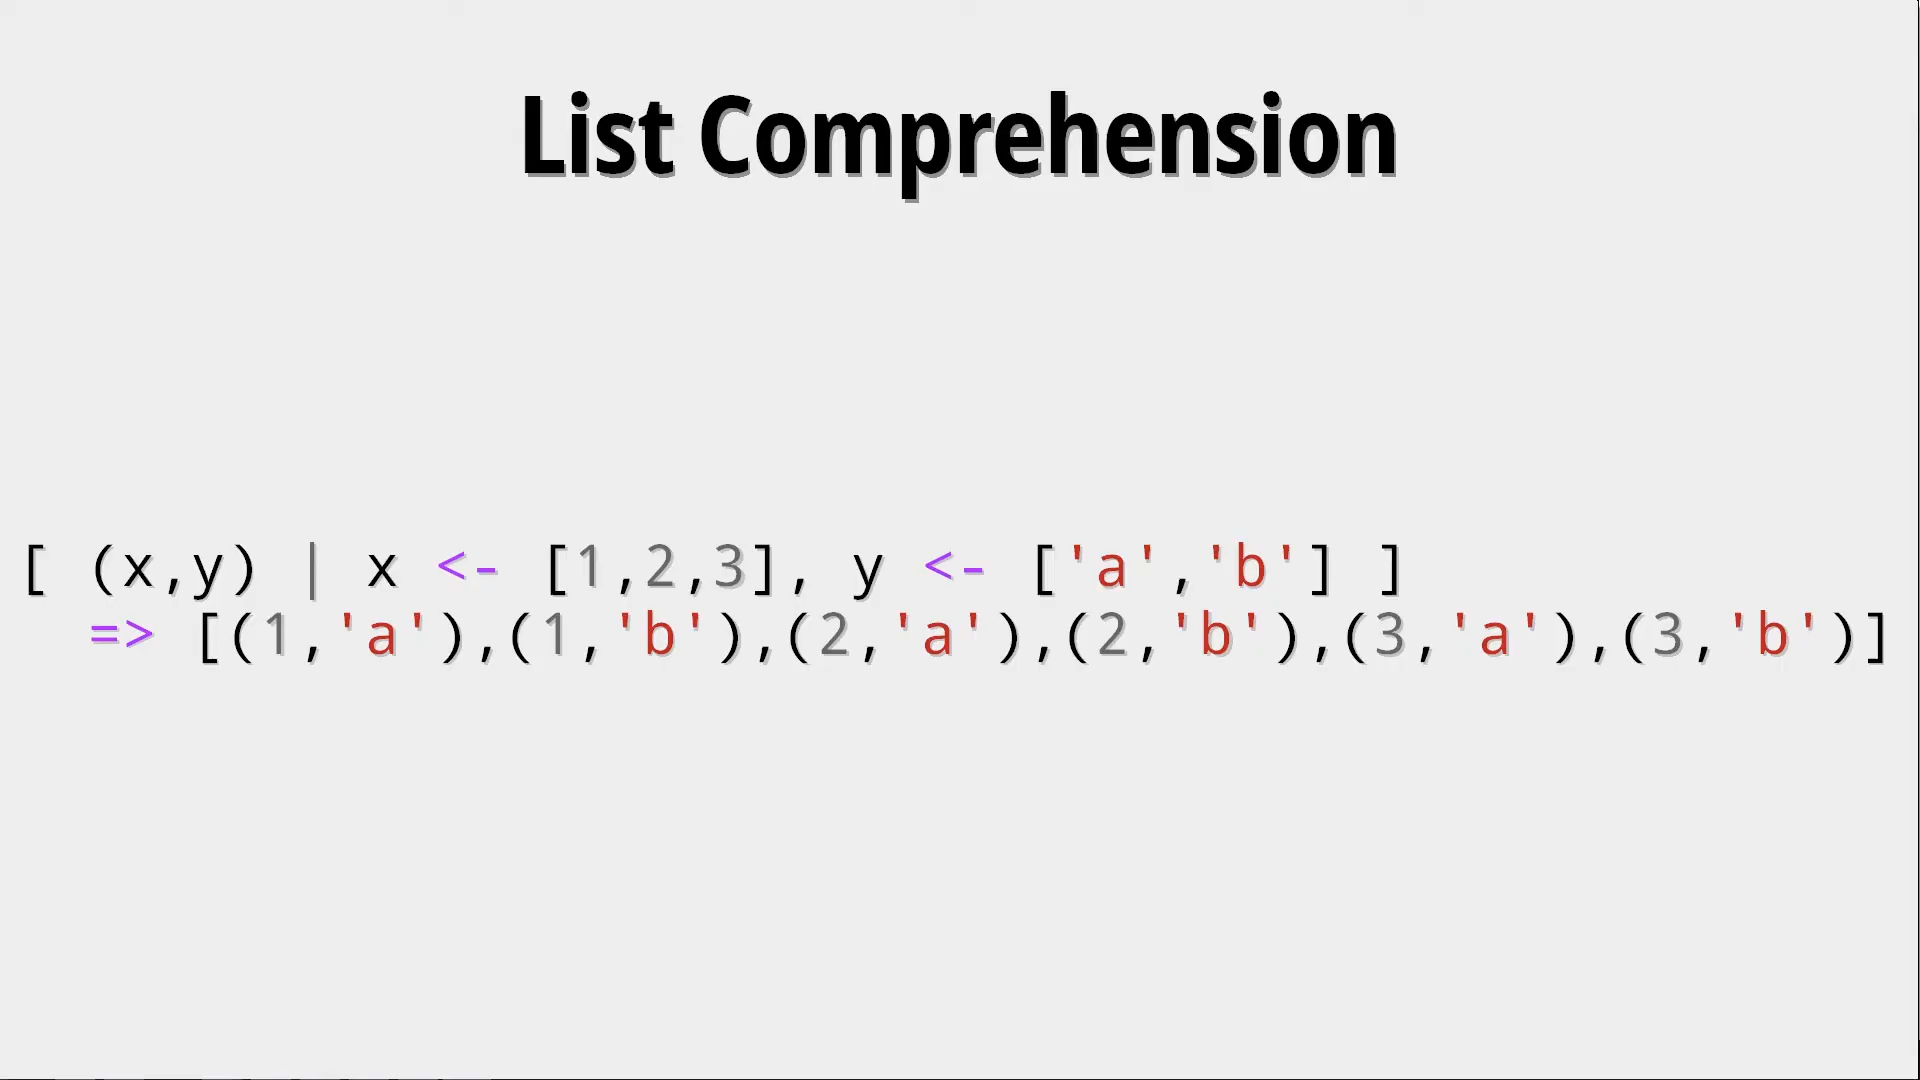 List Comprehension
[ (x,y) | x <- [1,2,3], y <- ['a','b'] ]
=> [(1,'a'),(1,'b'),(2,'a'),(2,'b'),(3,'a'),(3,'b')]